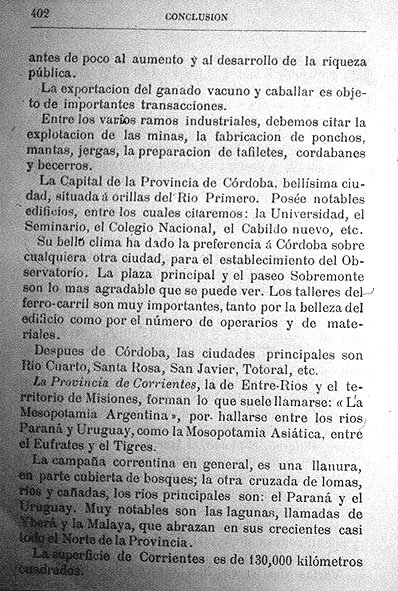 402
CONCLUSION
antes de poco al aumento y al desarrollo de la riqueza
pública.
La exportacion del ganado vacuno y caballar es obje-
to de importantes transacciones.
Entre los varios ramos industriales, debemos citar la
explotacion de las minas, la fabricacion de ponchos,
mantas, jergas, la preparacion de tafiletes, cordabanes
y becerros.
La Capital de la Provincia de Córdoba, bellísima ciu-
dad, situada á orillas del Rio Primero. Posée notables
edificios, entre los cuales citaremos: la Universidad, el
Seminario, el Colegio Nacional, el Cabildo nuevo, etc.
Su bello clima ha dado la preferencia á Córdoba sobre
cualquiera otra ciudad, para el establecimiento del Ob-
servatorio. La plaza principal y el paseo Sobremonte
son lo mas agradable que se puede ver. Los talleres del
ferro-carril son muy importantes, tanto por la belleza del
edificio como por el número de operarios y de mate-
riales.
Despues de Córdoba, las ciudades principales son
Rio Cuarto, Santa Rosa, San Javier, Totoral, etc.
La Provincia de Corrientes, la de Entre-Rios y el te-
rritorio de Misiones, forman lo que suele llamarse: « La
Mesopotamia Argentina », por hallarse entre los rios
Paraná y Uruguay, como la Mosopotamia Asiática, entre
el Eufrates y el Tigres.
La campaña correntina en general, es una llanura,
en parte cubierta de bosques; la otra cruzada de lomas,
rios y cañadas, los rios principales son: el Paraná y el
Uruguay. Muy notables son las lagunas, llamadas de
Yberá y la Malaya, que abrazan en sus crecientes casi
todo el Norte de la Provincia.
La superficie de Corrientes es de 130,000 kilómetros
cuadrados.